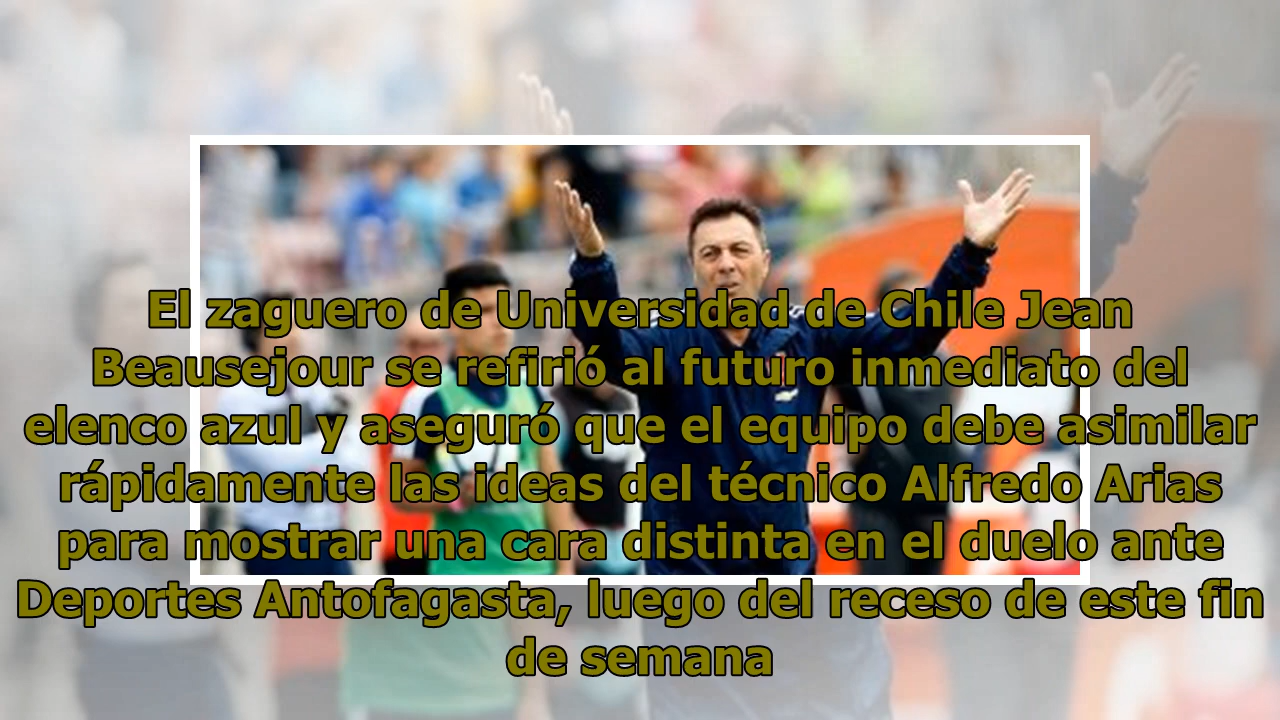 El zaguero de Universidad de Chile Jean
Beausejour se refirió al futuro inmediato del
elenco azul y aseguró que el equipo debe asimilar
rápidamente las ideas del técnico Alfredo Arias
para mostrar una cara distinta en el duelo ante
Deportes Antofagasta, luego del receso de este fin
de semana